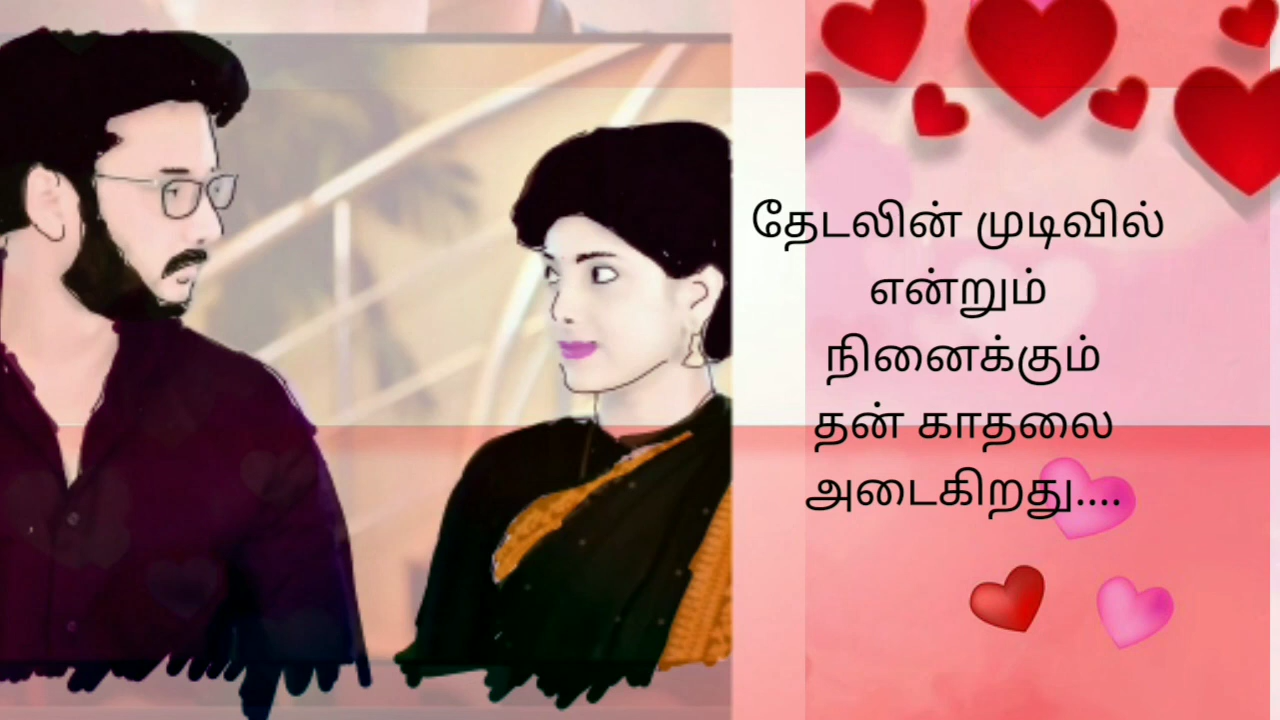 தேடலின் முடிவில்
என்றும்
நினைக்கும்
தன் காதலை
அடைகிறது....